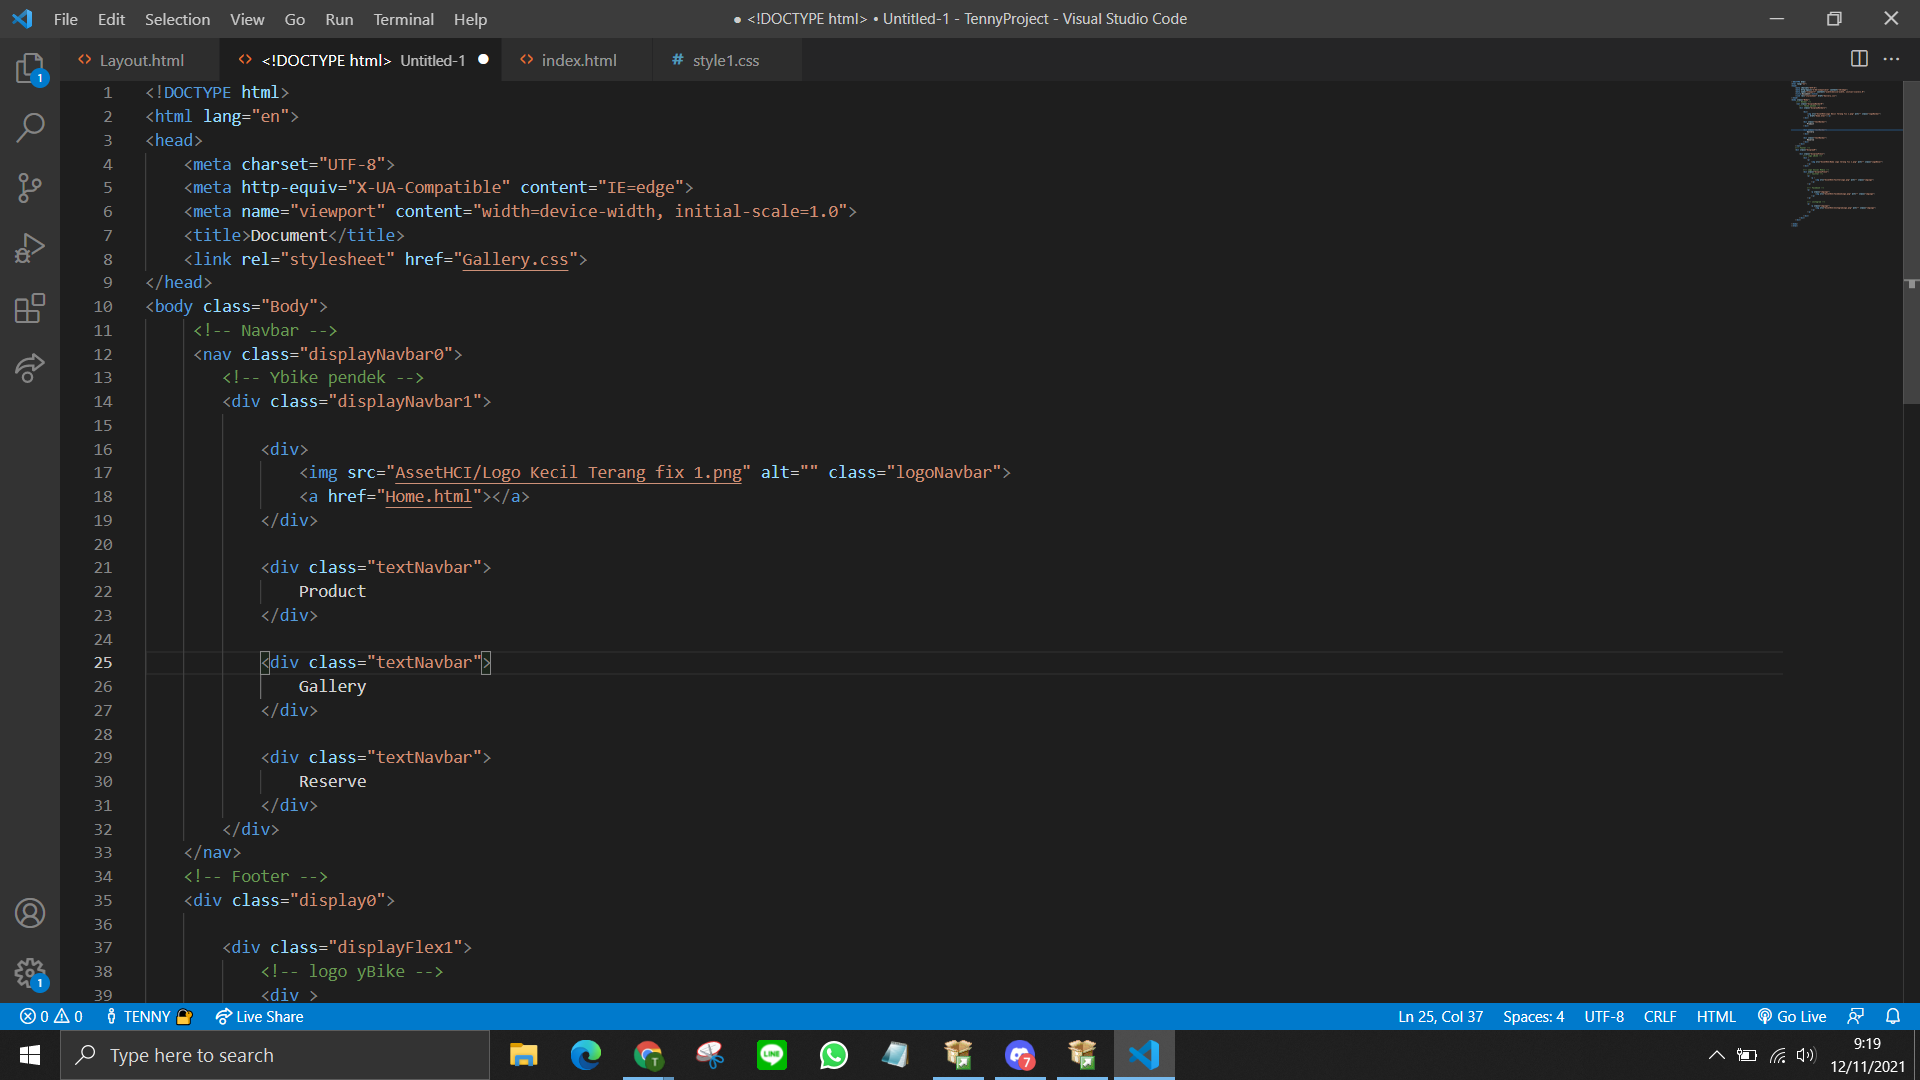 File Edit Selection View Go Run Terminal Help
● <!DOCTYPE html> • Untitled-1 - TennyProject - Visual Studio Code
1
Layout.html
<!DOCTYPE html> Untitled-1 ●
index.html
# style1.css
1 <!DOCTYPE html>
2 <html lang="en">
3 <head>
4 <meta charset="UTF-8">
5 <meta http-equiv="X-UA-Compatible" content="IE=edge">
6 <meta name="viewport" content="width=device-width, initial-scale=1.0">
7 <title>Document</title>
8 <link rel="stylesheet" href="Gallery.css">
9 </head>
10 <body class="Body">
11 <!-- Navbar -->
12 <nav class="displayNavbar0">
13 <!-- Ybike pendek -->
14 <div class="displayNavbar1">
15
16 <div>
17 <img src="AssetHCI/Logo Kecil Terang fix 1.png" alt="" class="logoNavbar">
18 <a href="Home.html"></a>
19 </div>
20
21 <div class="textNavbar">
22 Product
23 </div>
24
25 <div class="textNavbar">
26 Gallery
27 </div>
28
29 <div class="textNavbar">
30 Reserve
31 </div>
32 </div>
33 </nav>
34 <!-- Footer -->
35 <div class="display0">
36
37 <div class="displayFlex1">
38 <!-- logo yBike -->
39 <div >
1
0 0 TENNY Live Share
Ln 25, Col 37 Spaces: 4 UTF-8 CRLF HTML Go Live
Type here to search
T
LINE
7
9:19
12/11/2021